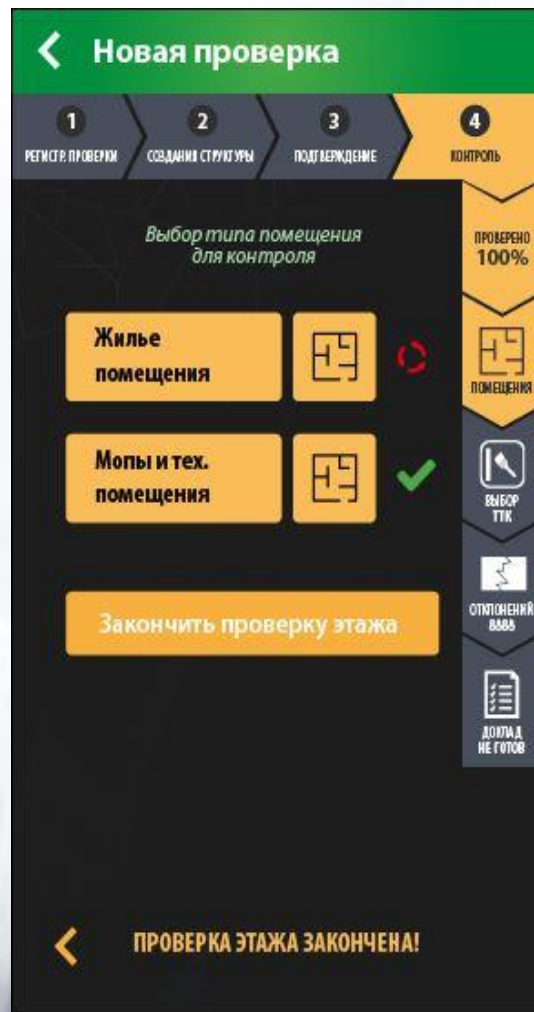 Новая проверка
1
РЕГИСТР. ПРОВЕРКИ
2
СОЗДАНИЯ СТРУКТУРЫ
3
ПОДТВЕРЖДЕНИЕ
4
КОНТРОЛЬ
Выбор типа помещения
для контроля
ПРОВЕРЕНО
100%
Жилье
помещения
ПОМЕЩЕНИЯ
Мопы и тех.
помещения
ВЫБОР
ТТК
Закончить проверку этажа
ОТКЛОНЕНИЙ
8888
ДОКЛАД
НЕ ГОТОВ
ПРОВЕРКА ЭТАЖА ЗАКОНЧЕНА!